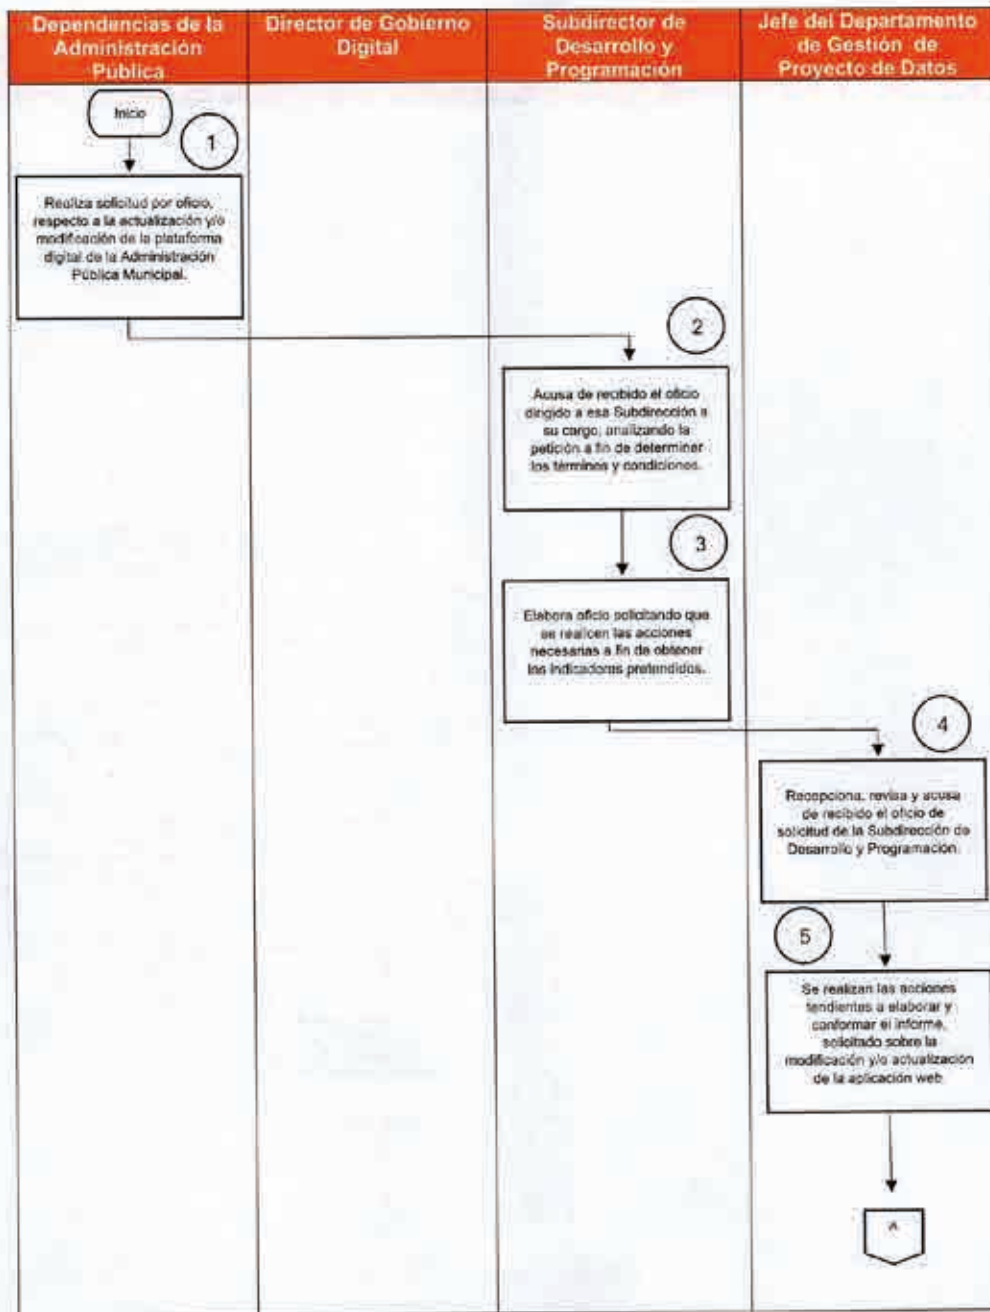 Dependencias de la
Administración
Pública
Director de Gobierno
Digital
Subdirector de
Desarrollo y
Programación
Jefe del Departamento
de Gestión de
Proyecto de Datos
Inicio
1
Realiza solicitud por oficio,
respecto a la actualización y/o
modificación de la plataforma
digital de la Administración
Pública Municipal.
2
Acusa de recibido el oficio
dirigido a esa Subdirección a
su cargo, analizando la
petición a fin de determinar
los términos y condiciones.
3
Elabora oficio solicitando que
se realicen las acciones
necesarias a fin de obtener
los indicadores pretendidos.
4
Recepciona, revisa y acusa
de recibido el oficio de
solicitud de la Subdirección de
Desarrollo y Programación.
5
Se realizan las acciones
tendientes a elaborar y
conformar el informe,
solicitado sobre la
modificación y/o actualización
de la aplicación web.
A